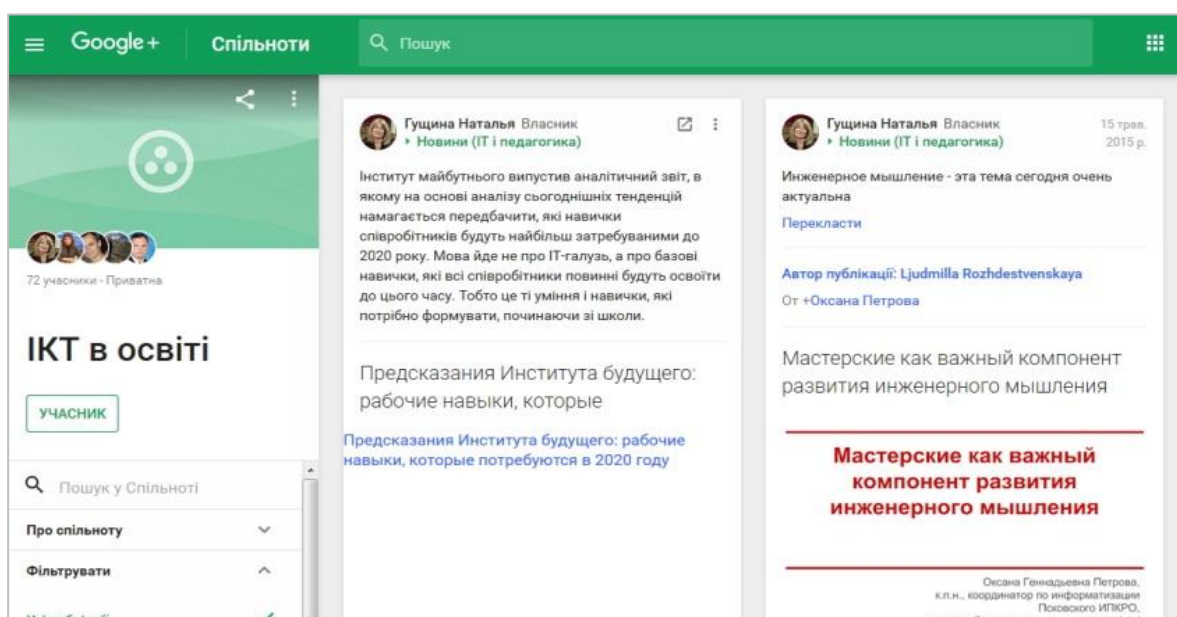 Google+ Спільноти Пошук
72 учасники - Приватна
ІКТ в освіті
УЧАСНИК
Пошук у Спільноті
Про спільноту
Фільтрувати
Гущина Наталья Власник
Новини (ІТ і педагогика)
Інститут майбутнього випустив аналітичний звіт, в
якому на основі аналізу сьогоднішніх тенденцій
намагається передбачити, які навички
співробітників будуть найбільш затребуваними до
2020 року. Мова йде не про ІТ-галузь, а про базові
навички, які всі співробітники повинні будуть освоїти
до цього часу. Тобто це ті уміння і навички, які
потрібно формувати, починаючи зі школи.
Предсказания Института будущего:
рабочие навыки, которые
Предсказания Института будущего: рабочие
навыки, которые потребуются в 2020 году
Гущина Наталья Власник
15 трав.
Новини (ІТ і педагогика)
2015 р.
Инженерное мышление - эта тема сегодня очень
актуальна
Перекласти
Автор публікації: Ljudmilla Rozhdestvenskaya
От +Оксана Петрова
Мастерские как важный компонент
развития инженерного мышления
Мастерские как важный
компонент развития
инженерного мышления
Оксана Геннадьевна Петрова,
к.п.н., координатор по информатизации
Псковского ИПКРО,